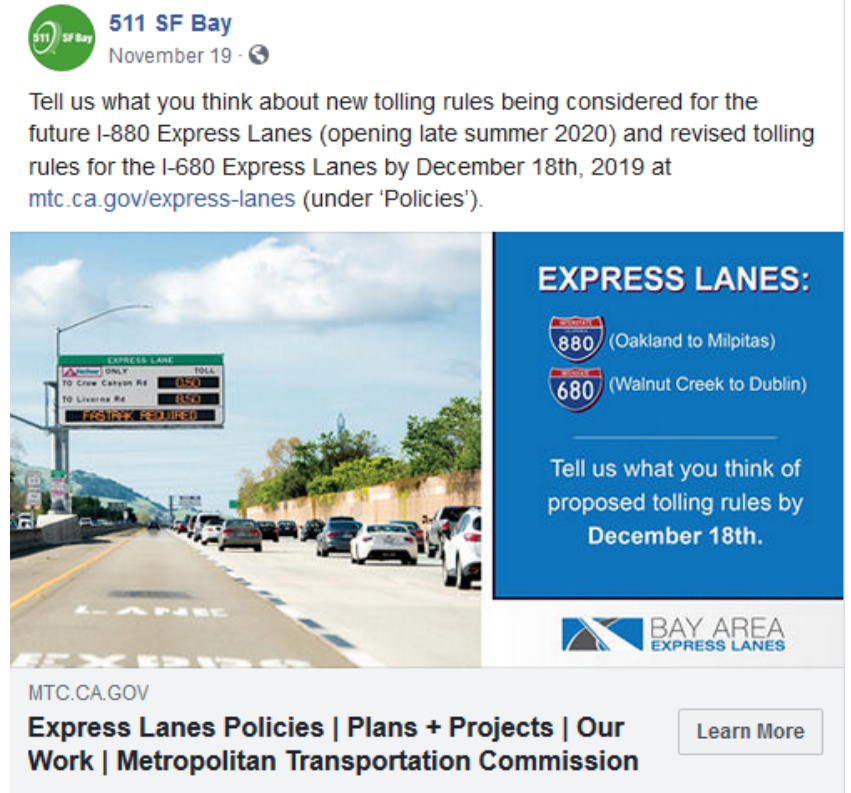 511 SF Bay
511 SF Bay
November 19 ·
Tell us what you think about new tolling rules being considered for the
future I-880 Express Lanes (opening late summer 2020) and revised tolling
rules for the I-680 Express Lanes by December 18th, 2019 at
mtc.ca.gov/express-lanes (under ‘Policies’).
EXPRESS LANE
ONLY TOLL
TO Crow Canyon Rd 0.50
TO Livorna Rd
FASTRAK REQUIRED
LANE
EXPRESS LANES:
880 (Oakland to Milpitas)
680 (Walnut Creek to Dublin)
Tell us what you think of
proposed tolling rules by
December 18th.
BAY AREA
EXPRESS LANES
MTC.CA.GOV
Express Lanes Policies | Plans + Projects | Our
Work | Metropolitan Transportation Commission
Learn More